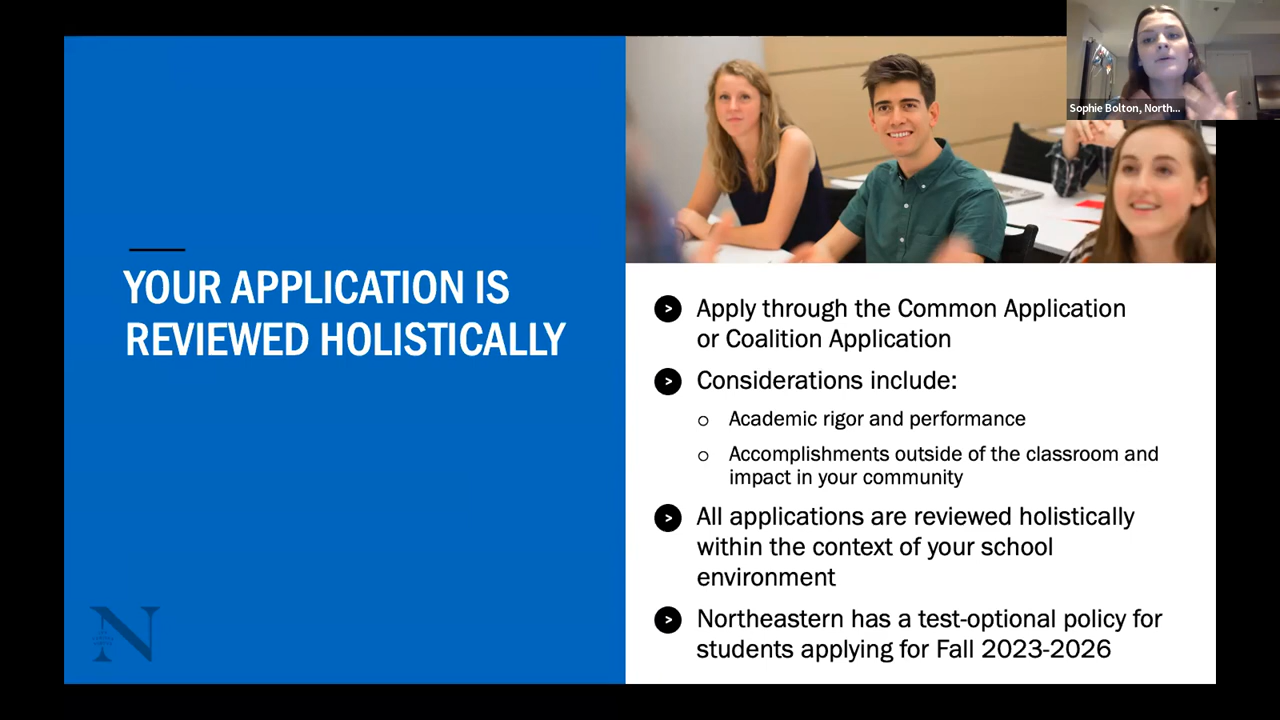 Sophie Bolton, North...
YOUR APPLICATION IS
REVIEWED HOLISTICALLY
> Apply through the Common Application
or Coalition Application
> Considerations include:
o Academic rigor and performance
o Accomplishments outside of the classroom and
impact in your community
> All applications are reviewed holistically
within the context of your school
environment
> Northeastern has a test-optional policy for
students applying for Fall 2023-2026
N